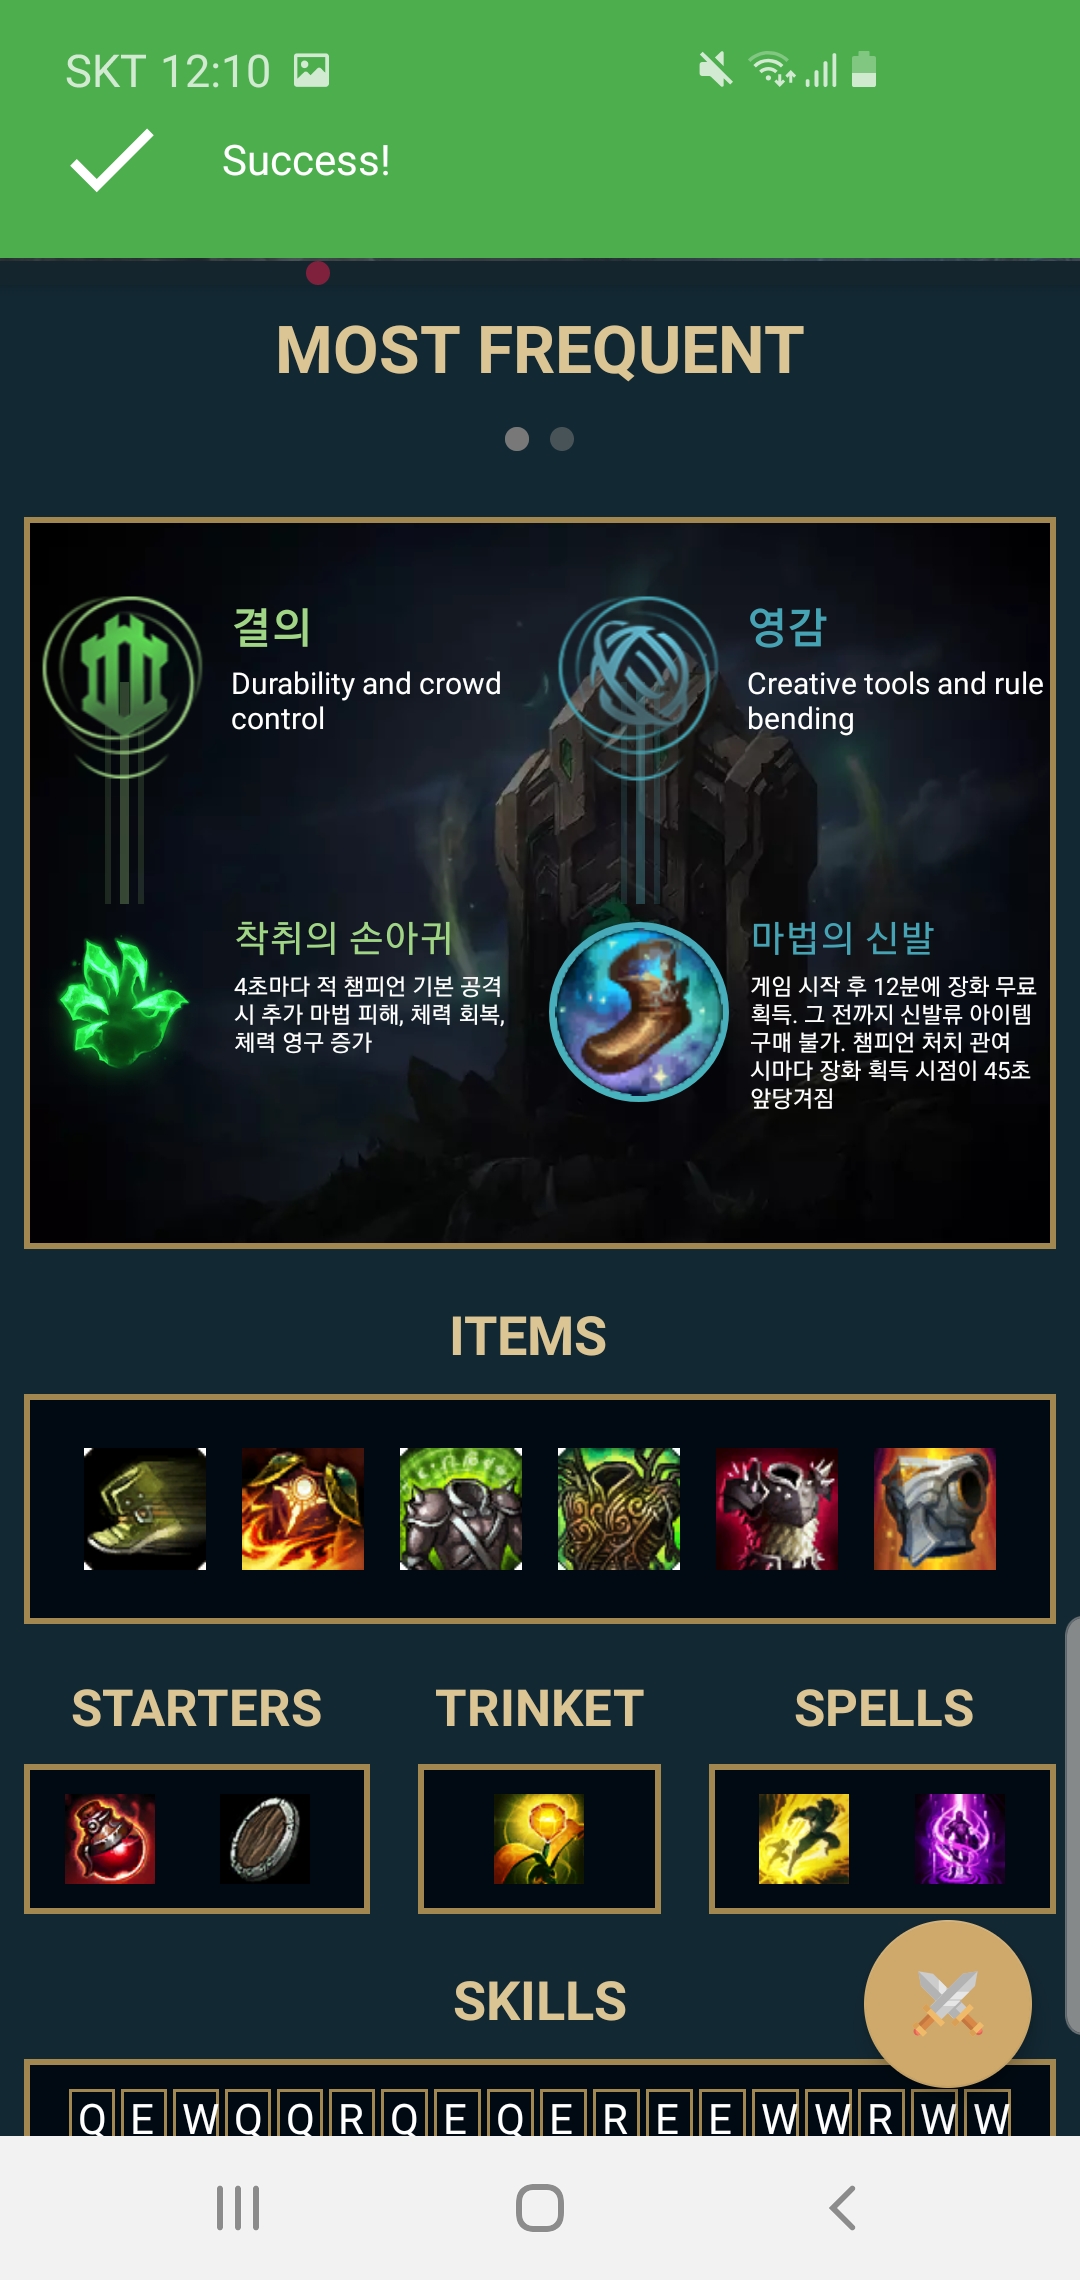 SKT 12:10
Success!
MOST FREQUENT
결의
Durability and crowd
control
영감
Creative tools and rule
bending
착취의 손아귀
4초마다 적 챔피언 기본 공격
시 추가 마법 피해, 체력 회복,
체력 영구 증가
마법의 신발
게임 시작 후 12분에 장화 무료
획득. 그 전까지 신발류 아이템
구매 불가. 챔피언 처치 관여
시마다 장화 획득 시점이 45초
앞당겨짐
ITEMS
STARTERS
TRINKET
SPELLS
SKILLS
Q E W Q Q R Q E Q E R E E W W R W W